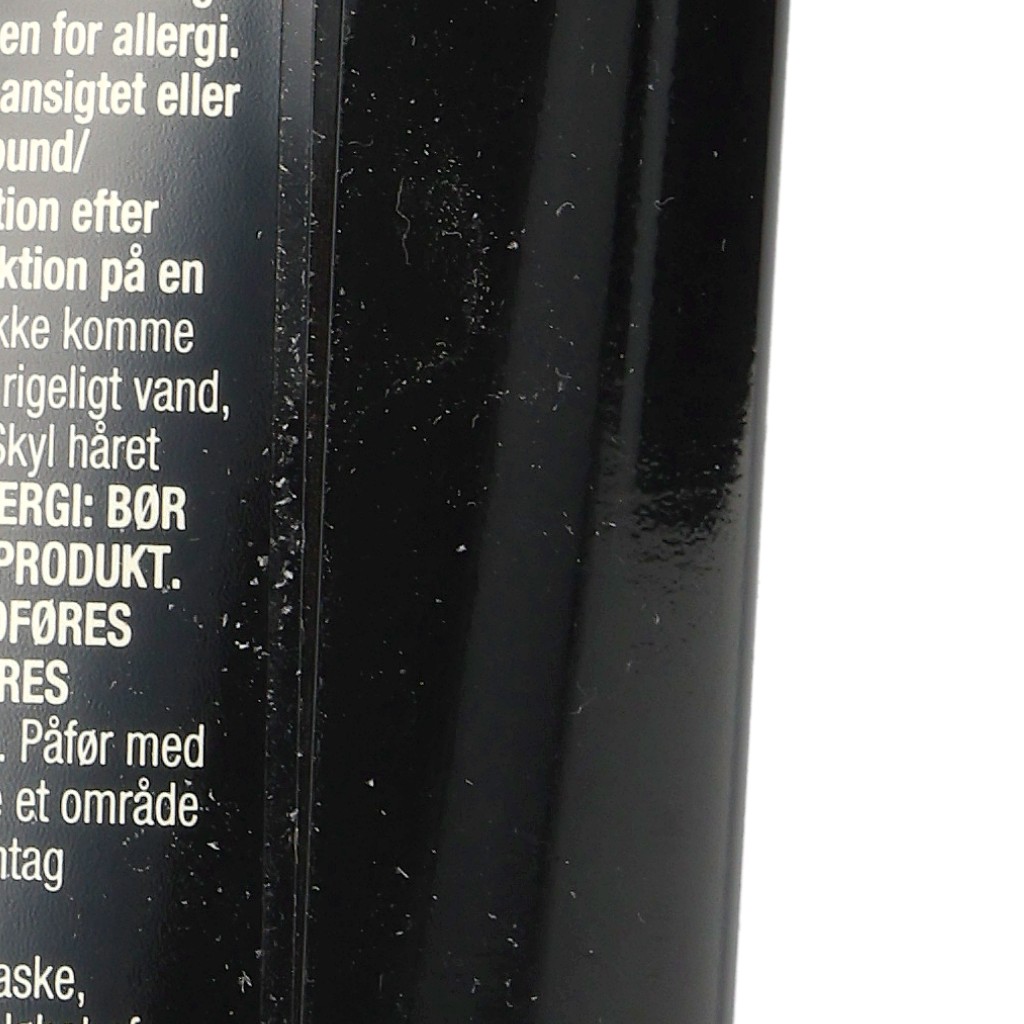 en for allergi.
ansigtet eller
ound/
tion efter
ktion på en
kke komme
rigeligt vand,
Skyl håret
ERGI: BØR
PRODUKT.
DFØRES
RES
. Påfør med
e et område
ntag
aske,